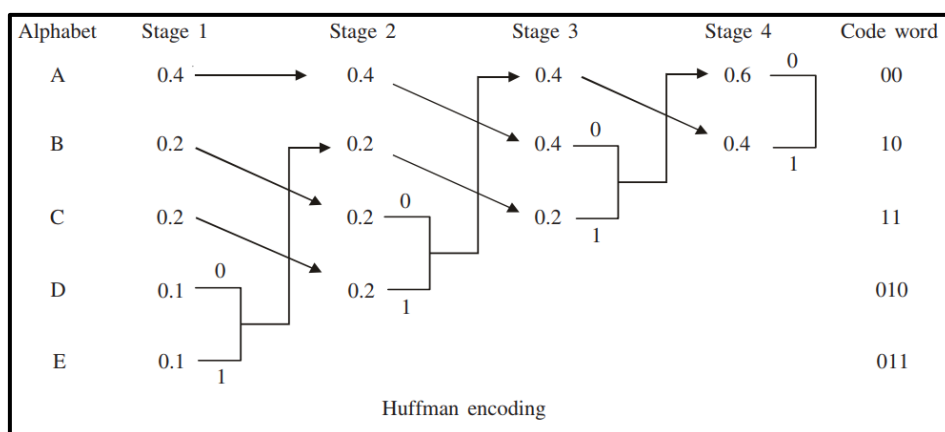 Alphabet Stage 1 Stage 2 Stage 3 Stage 4 Code word
A 0.4 0.4 0.4 0.6 0 00
B 0.2 0.2 0.4 0 0.4 1 10
C 0.2 0.2 0 0.2 1 11
D 0.1 0 0.2 1 010
E 0.1 1 011
Huffman encoding